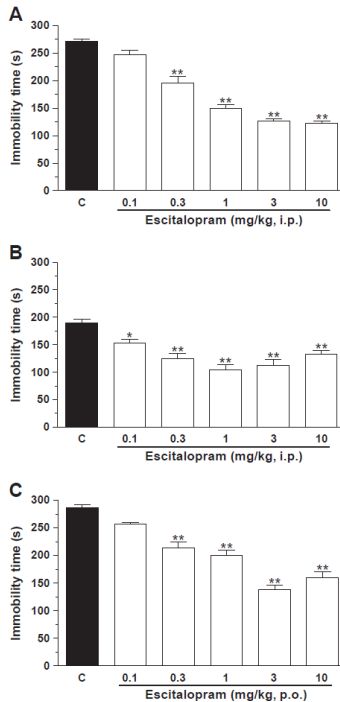 A
Immobility time (s)
300
250
200
150
100
50
0
**
**
**
**
C 0.1 0.3 1 3 10
Escitalopram (mg/kg, i.p.)
B
Immobility time (s)
300
250
200
150
100
50
0
*
**
**
**
**
C 0.1 0.3 1 3 10
Escitalopram (mg/kg, i.p.)
C
Immobility time (s)
300
250
200
150
100
50
0
**
**
**
**
C 0.1 0.3 1 3 10
Escitalopram (mg/kg, p.o.)